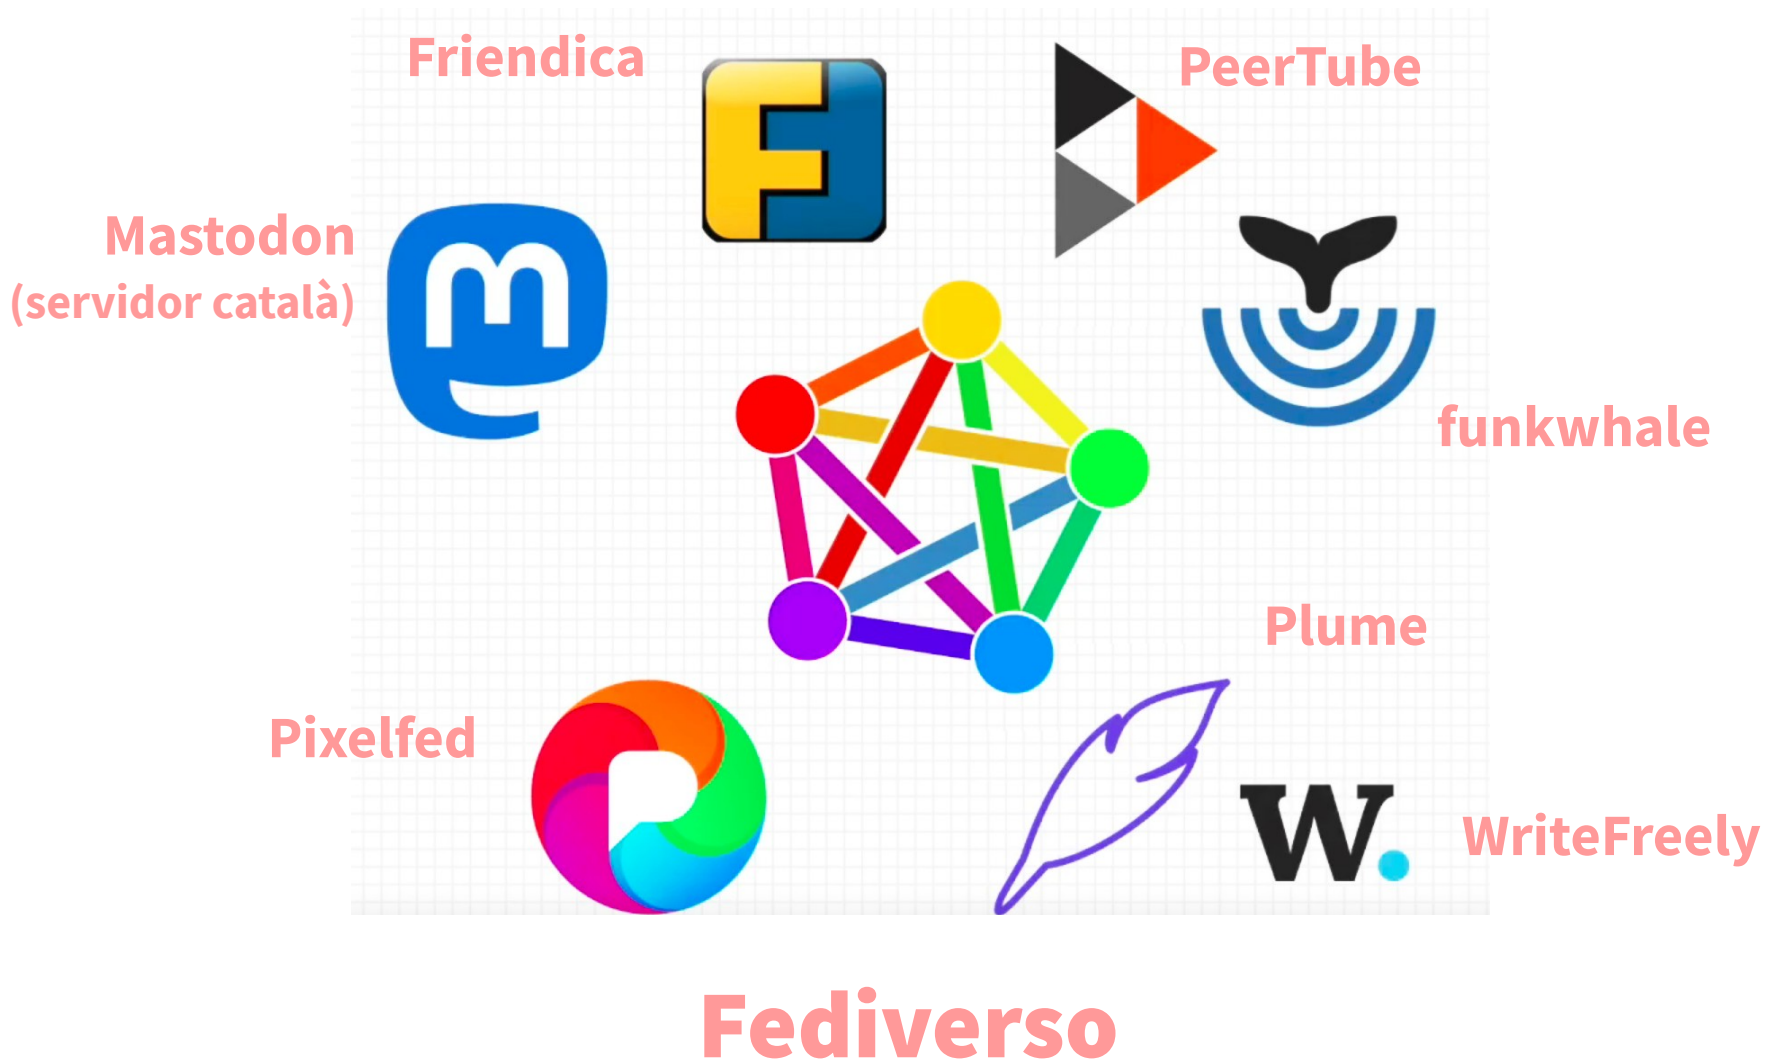 Friendica
PeerTube
Mastodon
(servidor català)
funkwhale
Plume
Pixelfed
WriteFreely
Fediverso